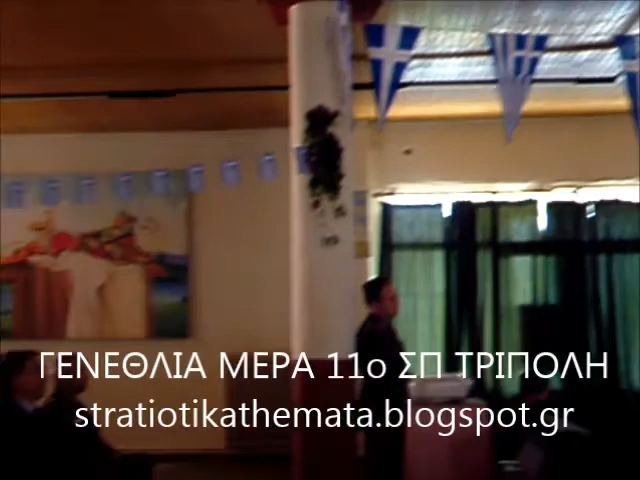 ΓΕΝΕΘΛΙΑ ΜΕΡΑ 11ο ΣΠ ΤΡΙΠΟΛΗ
stratiotikathemata.blogspot.gr